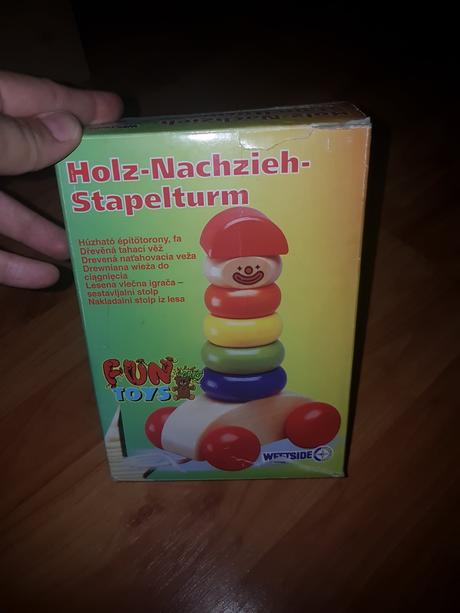 Holz-Nachzieh-
Stapelturm
Húzható építőtorony, fa
Dřevěná tahací věž
Drevená naťahovacia veža
Drewniana wieża do
ciągnięcia
Lesena vlečna igrača –
sestavljalni stolp
Nakladalni stolp iz lesa
FUN
TOYS
WESTSIDE